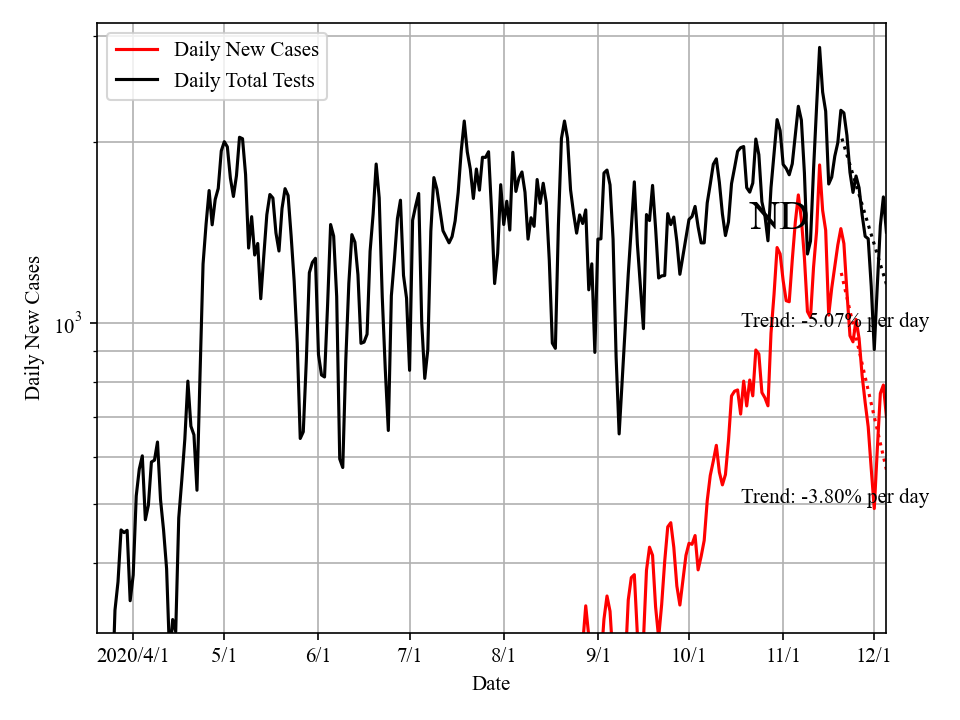 Daily New Cases
Daily Total Tests
ND
Daily New Cases
10³
Trend: -5.07% per day
Trend: -3.80% per day
2020/4/1 5/1 6/1 7/1 8/1 9/1 10/1 11/1 12/1
Date